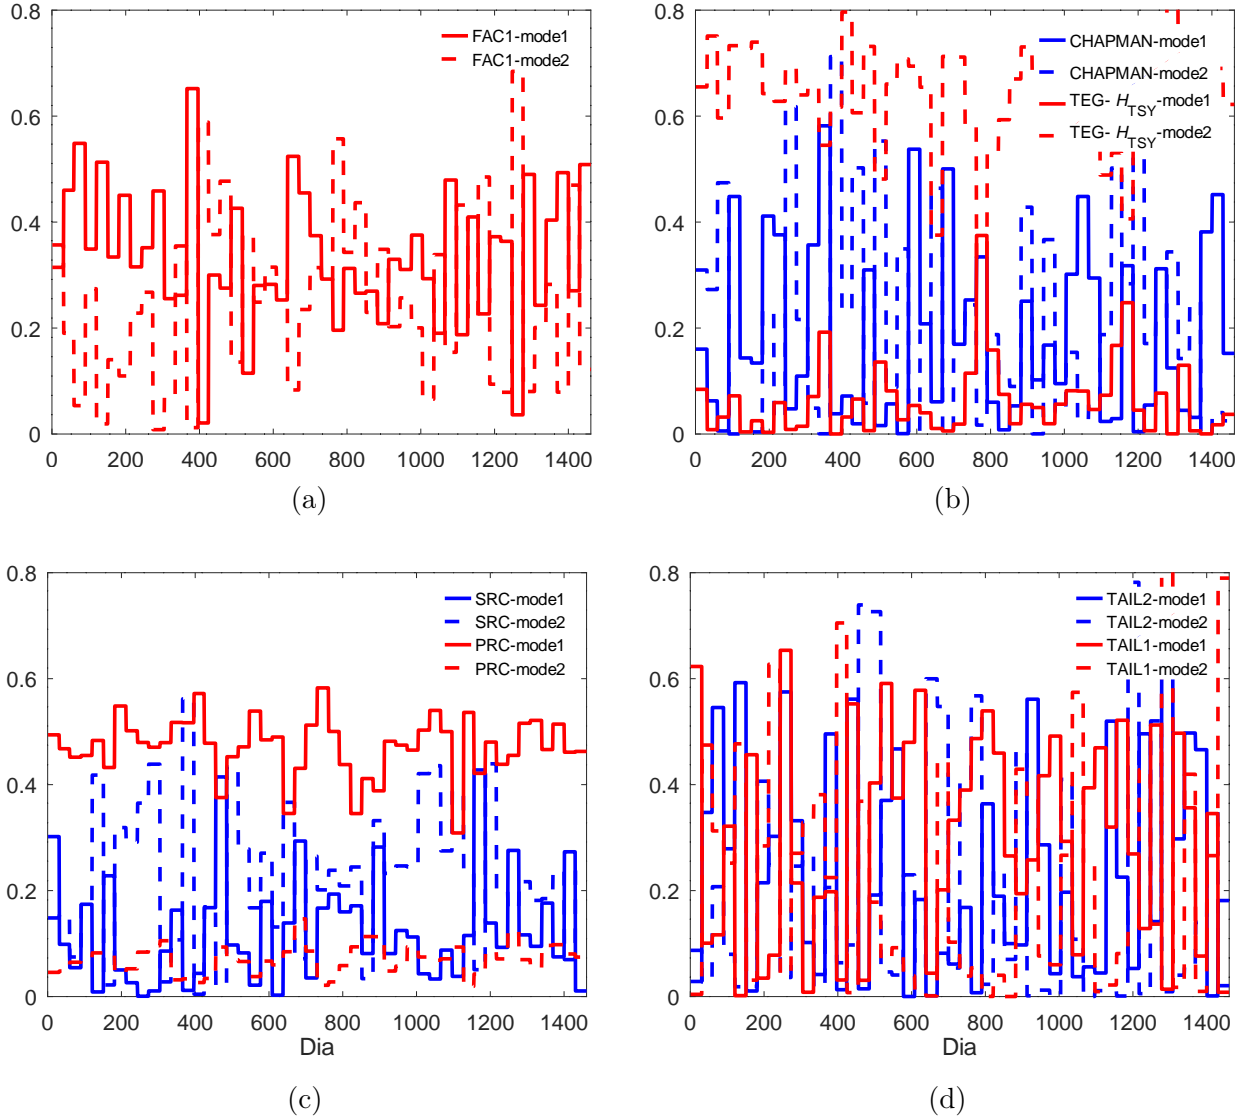 0.8
0.6
0.4
0.2
0
0 200 400 600 800 1000 1200 1400
FAC1-mode1
FAC1-mode2
(a)
0.8
0.6
0.4
0.2
0
0 200 400 600 800 1000 1200 1400
CHAPMAN-mode1
CHAPMAN-mode2
TEG- H_TSY-mode1
TEG- H_TSY-mode2
(b)
0.8
0.6
0.4
0.2
0
0 200 400 600 800 1000 1200 1400
SRC-mode1
SRC-mode2
PRC-mode1
PRC-mode2
Dia
(c)
0.8
0.6
0.4
0.2
0
0 200 400 600 800 1000 1200 1400
TAIL2-mode1
TAIL2-mode2
TAIL1-mode1
TAIL1-mode2
Dia
(d)